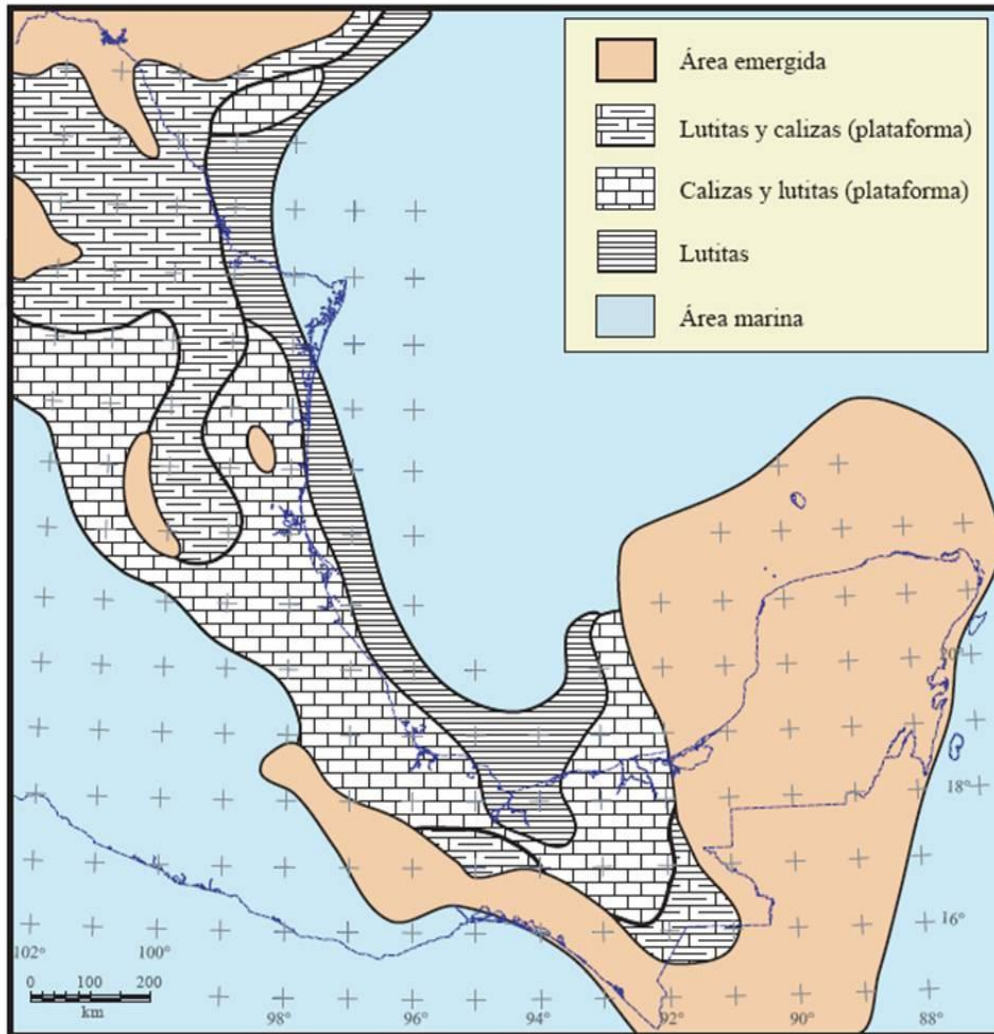 Área emergida
Lutitas y calizas (plataforma)
Calizas y lutitas (plataforma)
Lutitas
Área marina
20°
18°
16°
102°
100°
0 100 200
km
98°
96°
94°
92°
90°
88°